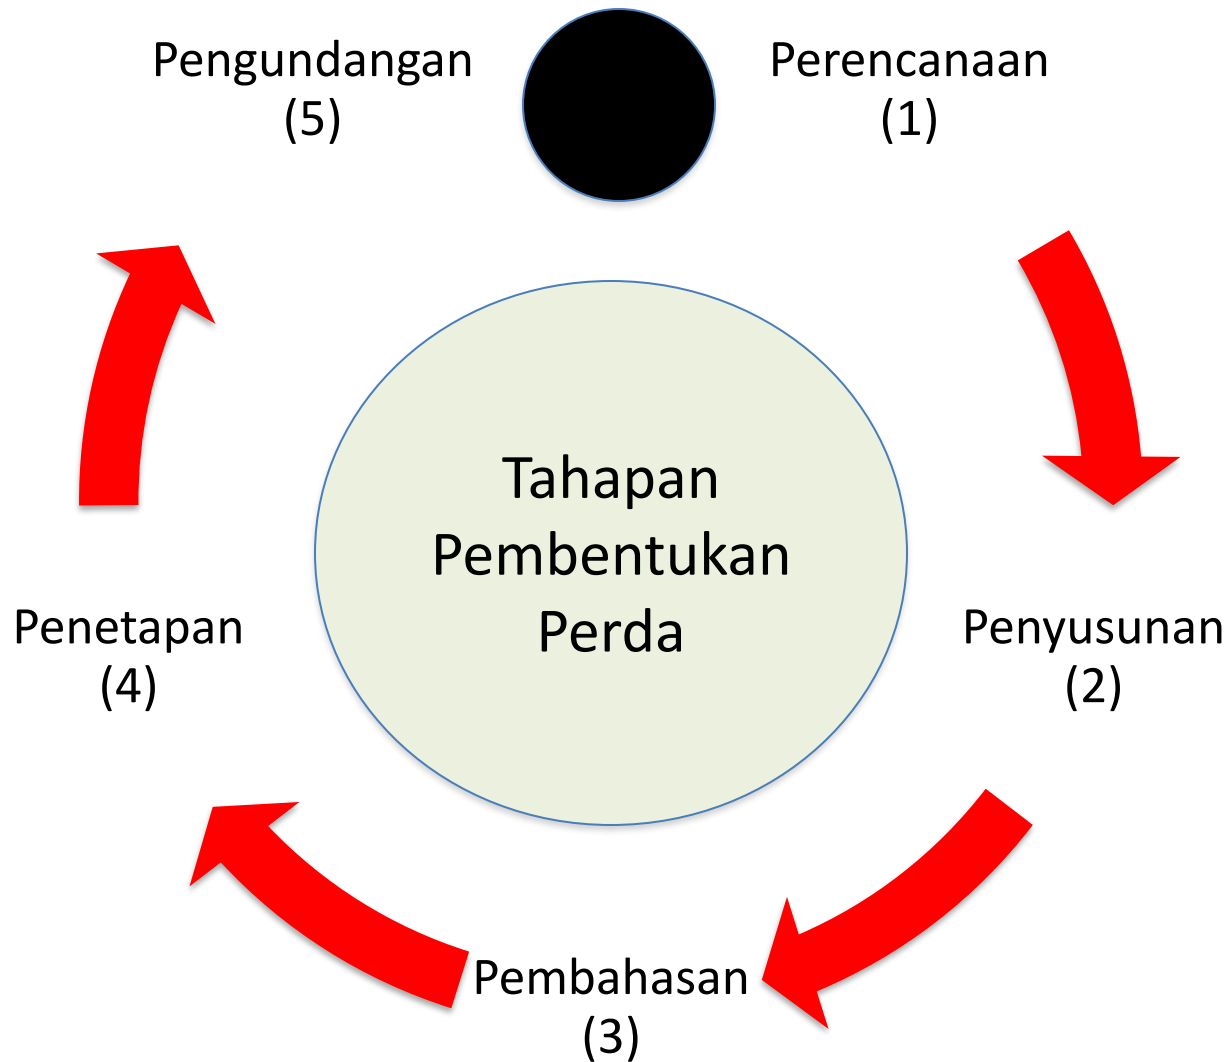 Tahapan
Pembentukan
Perda
Perencanaan
(1)
Penyusunan
(2)
Pembahasan
(3)
Penetapan
(4)
Pengundangan
(5)